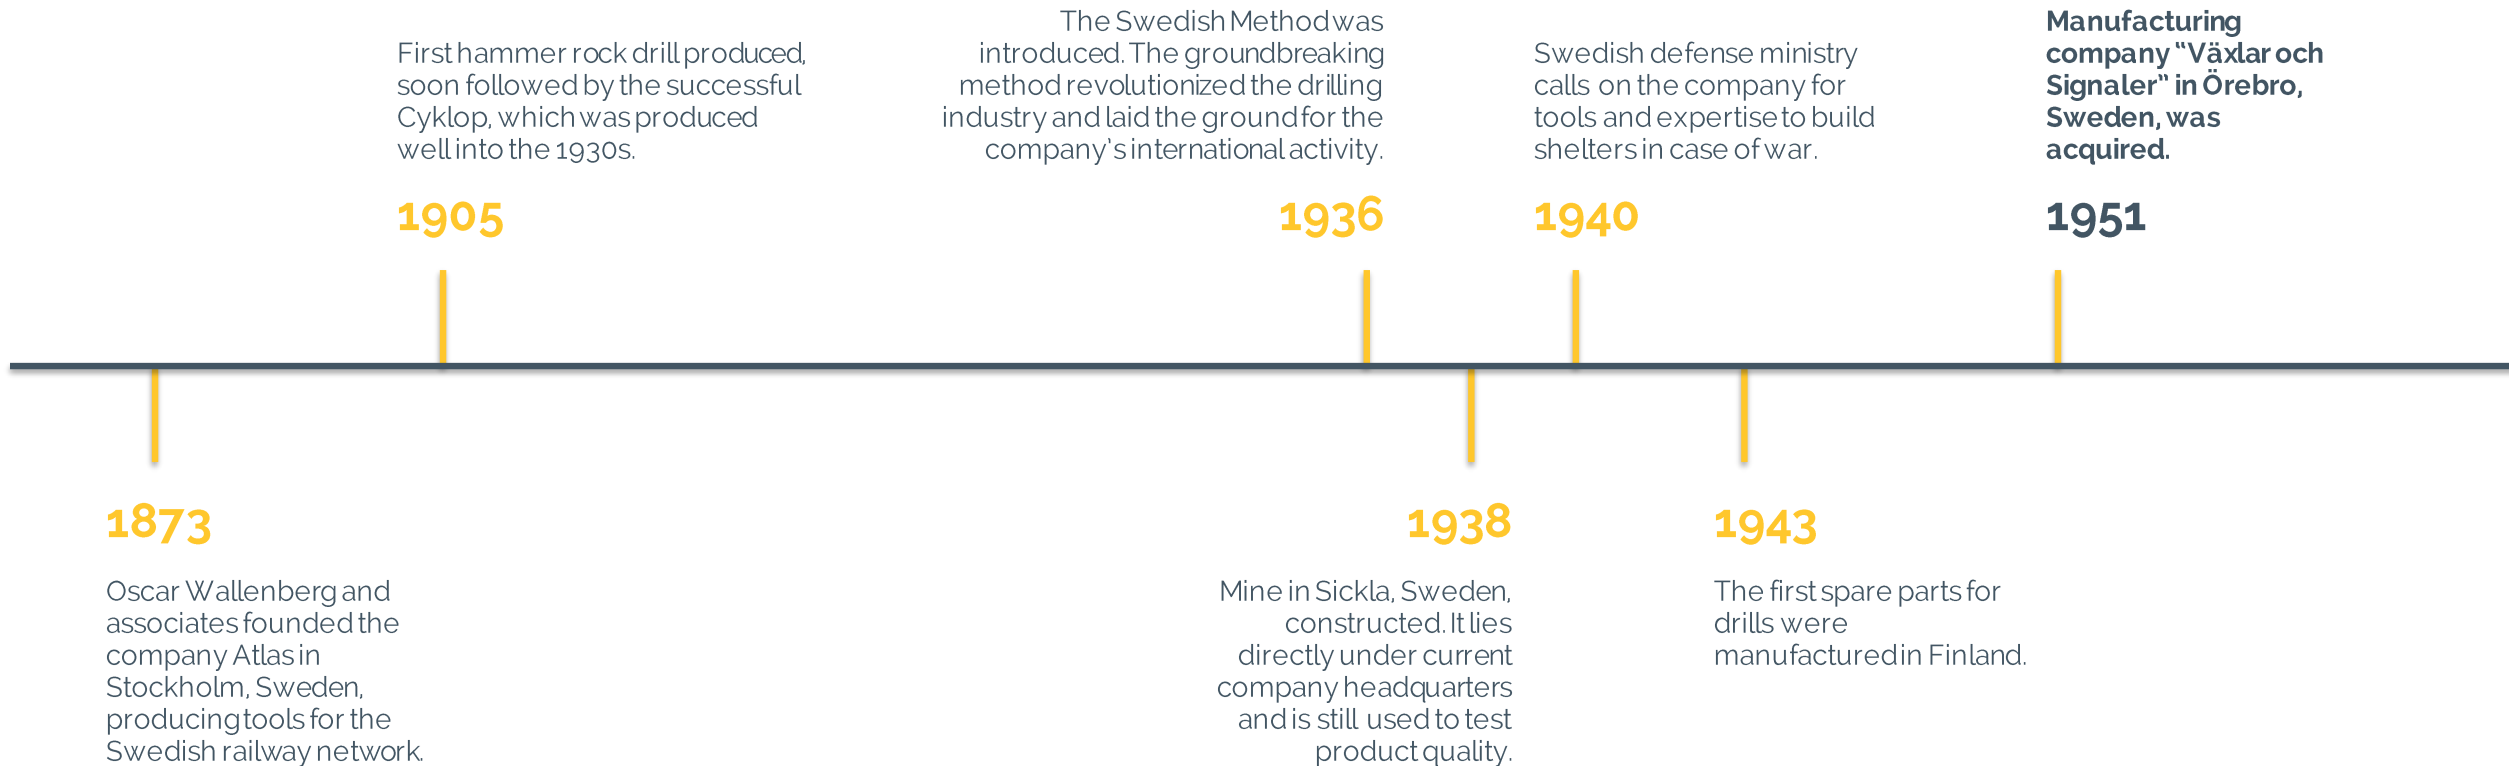 First hammer rock drill produced,
soon followed by the successful
Cyklop, which was produced
well into the 1930s.
1905
The Swedish Method was
introduced. The groundbreaking
method revolutionized the drilling
industry and laid the ground for the
company's international activity.
1936
Swedish defense ministry
calls on the company for
tools and expertise to build
shelters in case of war.
1940
Manufacturing
company “Växlar och
Signaler” in Örebro,
Sweden, was
acquired.
1951
1873
Oscar Wallenberg and
associates founded the
company Atlas in
Stockholm, Sweden,
producing tools for the
Swedish railway network.
1938
Mine in Sickla, Sweden,
constructed. It lies
directly under current
company headquarters
and is still used to test
product quality.
1943
The first spare parts for
drills were
manufactured in Finland.